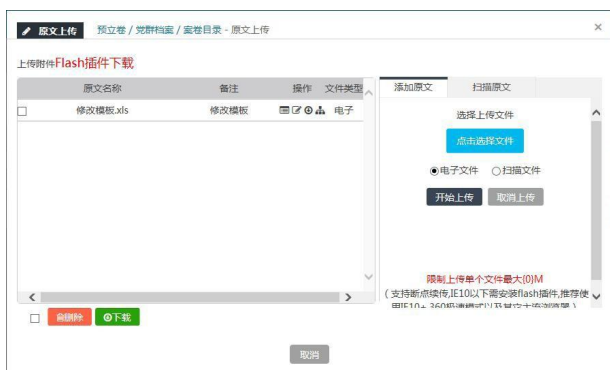 原文上传 预立卷 / 党群档案 / 案卷目录 - 原文上传
上传附件Flash插件下载
原文名称 备注 操作 文件类型
修改模板.xls 修改模板 电子
删除 下载
添加原文 扫描原文
选择上传文件
点击选择文件
电子文件 扫描文件
开始上传 取消上传
限制上传单个文件最大{0}M
(支持断点续传,IE10以下需安装flash插件,推荐使
用IE10+,360极速模式以及其它主流浏览器)
取消